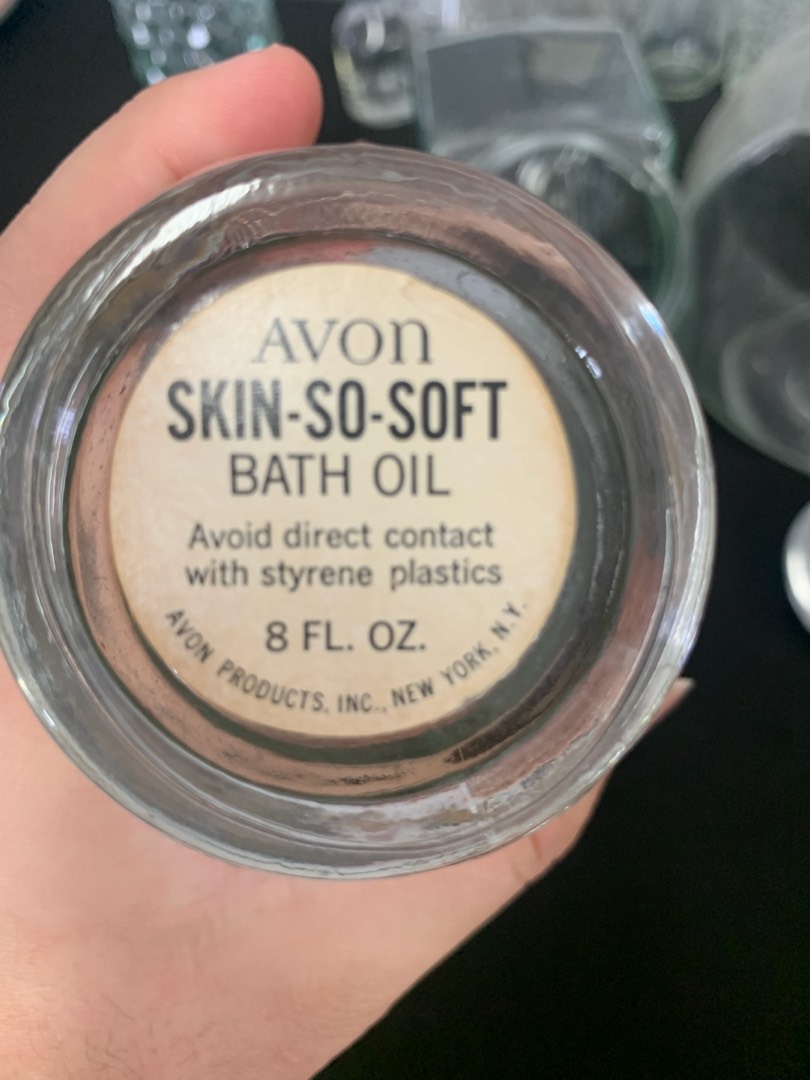 AVON
SKIN-SO-SOFT
BATH OIL
Avoid direct contact
with styrene plastics
8 FL. OZ.
AVON PRODUCTS, INC., NEW YORK, N.Y.